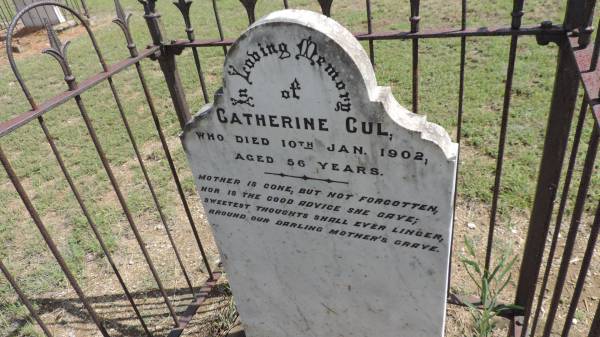 In Loving Memory
of
CATHERINE CUL,
WHO DIED 10TH JAN. 1902,
AGED 56 YEARS.
MOTHER IS GONE, BUT NOT FORGOTTEN,
NOR IS THE GOOD ADVICE SHE GAVE;
SWEETEST THOUGHTS SHALL EVER LINGER,
AROUND OUR DARLING MOTHER'S GRAVE.